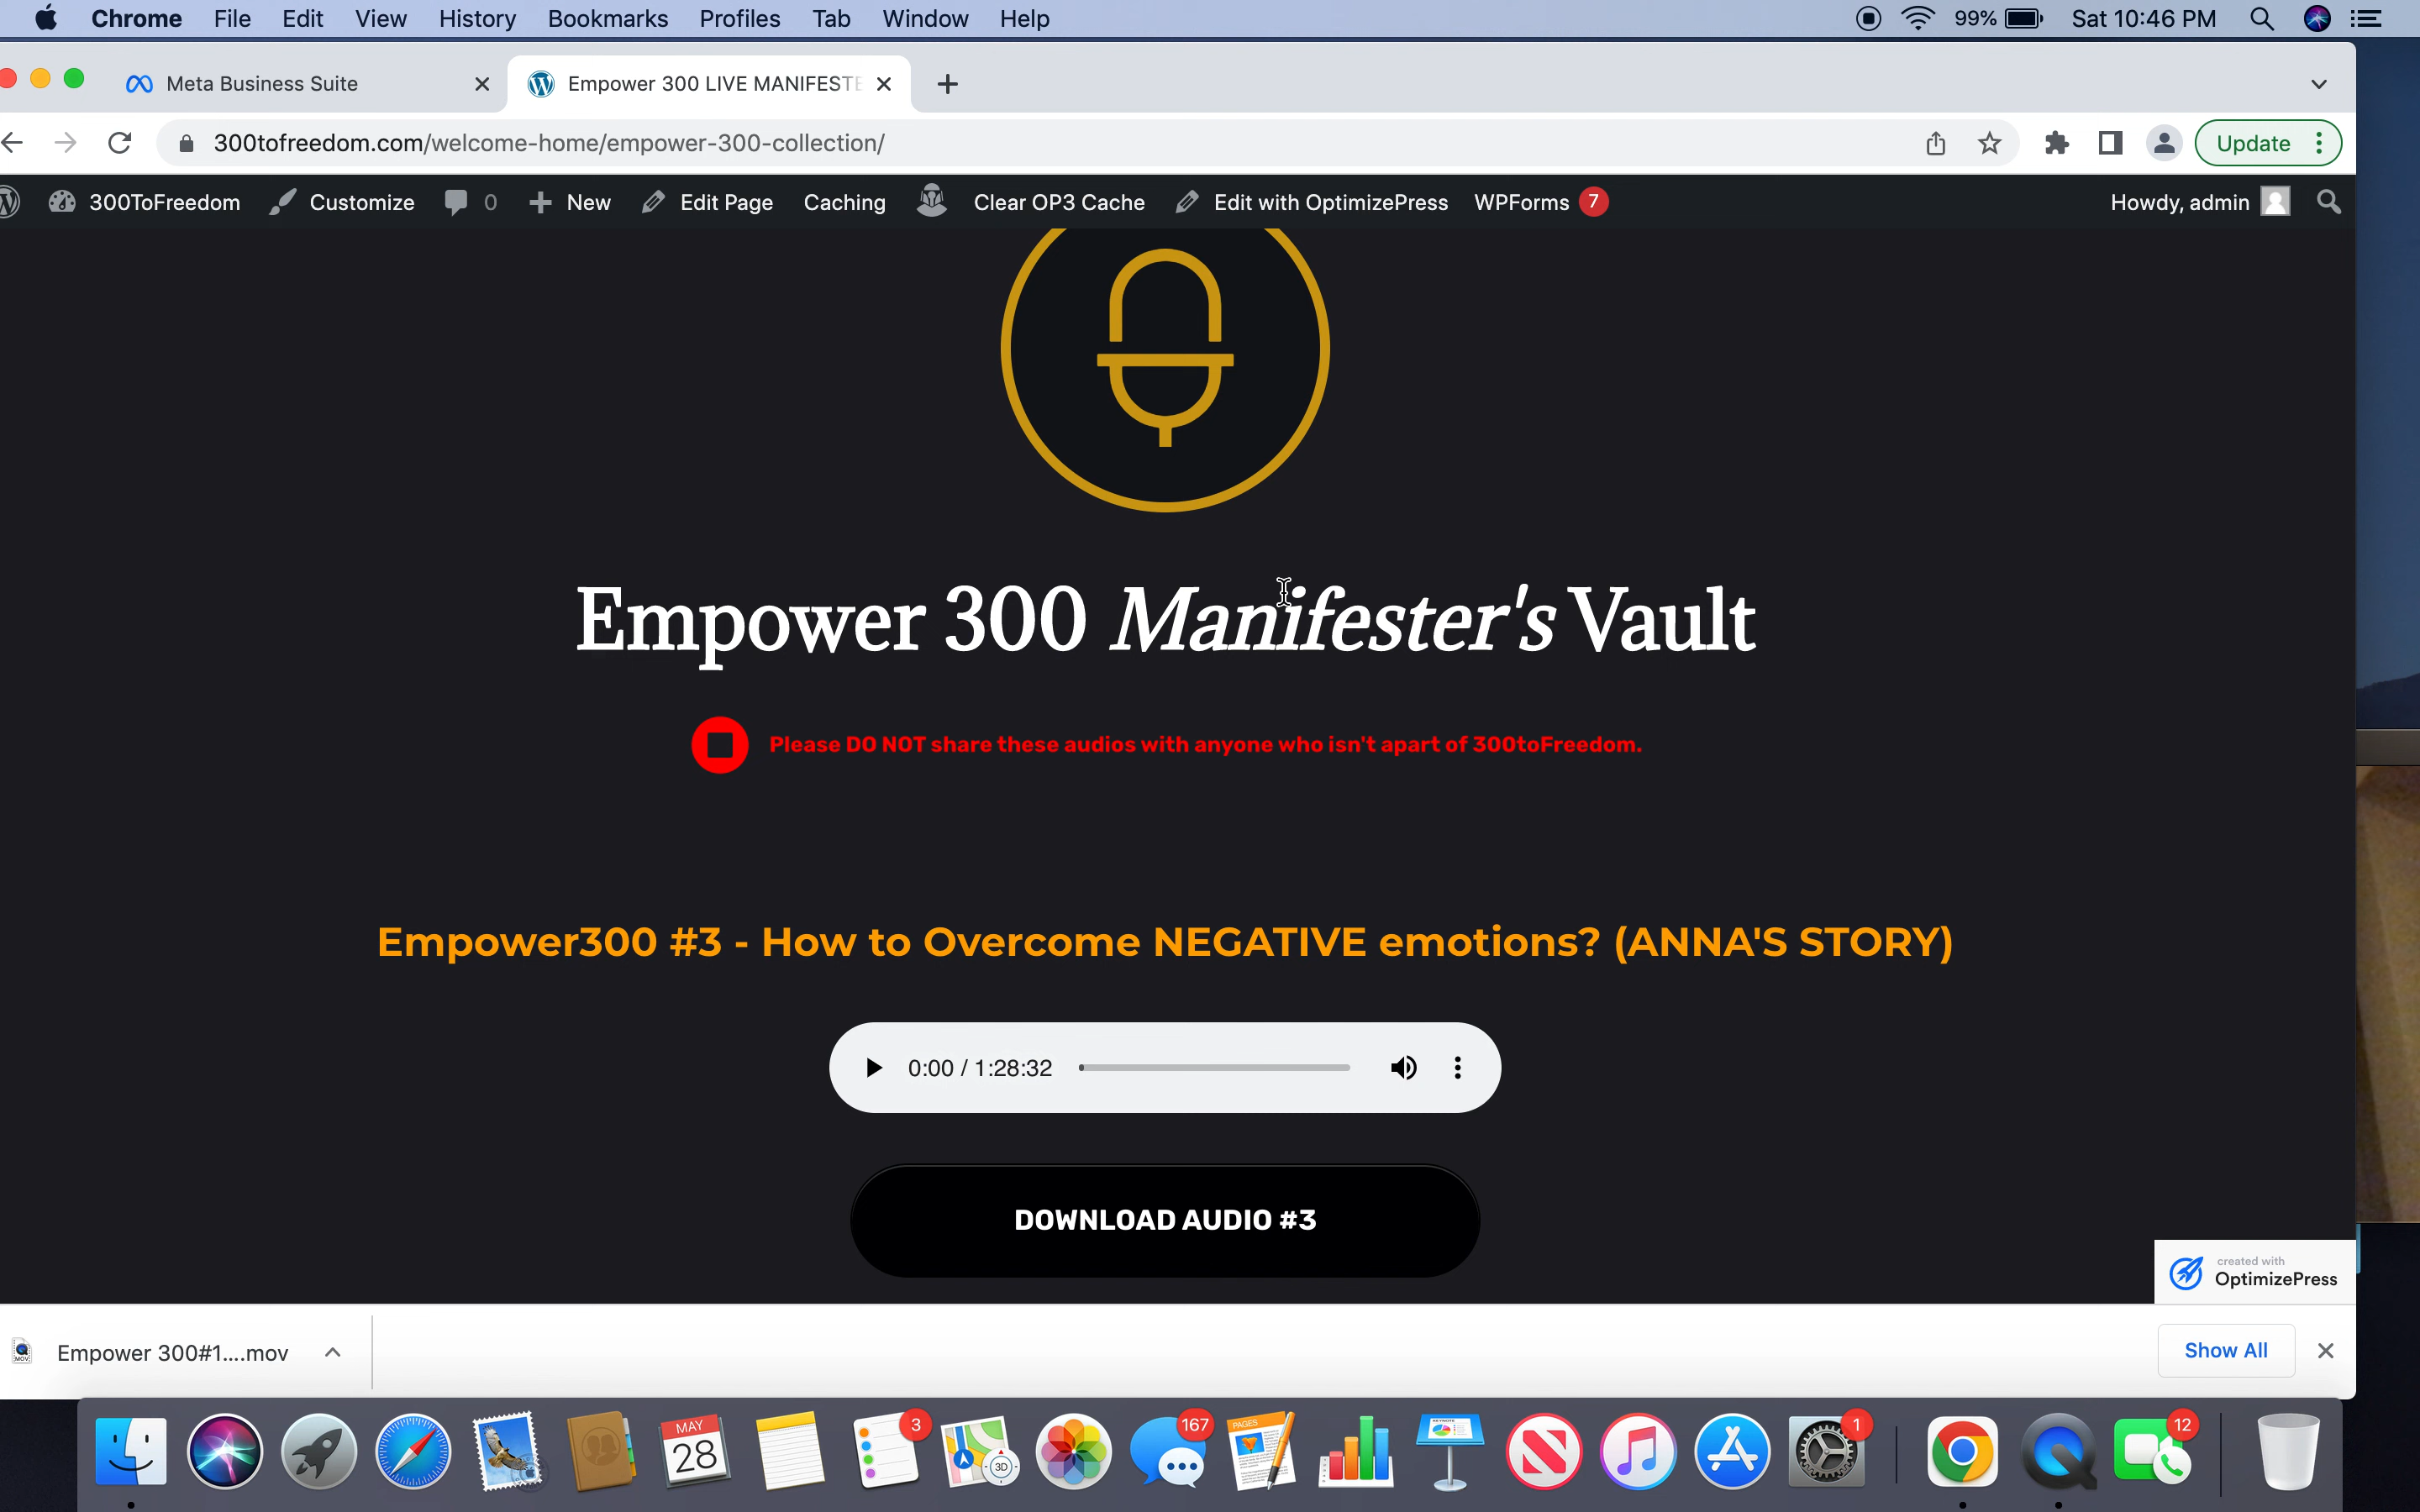 Chrome File Edit View History Bookmarks Profiles Tab Window Help 99% Sat 10:46 PM
Meta Business Suite Empower 300 LIVE MANIFESTE
300tofreedom.com/welcome-home/empower-300-collection/ Update
300ToFreedom Customize 0 New Edit Page Caching Clear OP3 Cache Edit with OptimizePress WPForms 7 Howdy, admin
Empower 300 Manifester's Vault
Please DO NOT share these audios with anyone who isn't apart of 300toFreedom.
Empower300 #3 - How to Overcome NEGATIVE emotions? (ANNA'S STORY)
0:00 / 1:28:32
DOWNLOAD AUDIO #3
created with
OptimizePress
MOV Empower 300#1....mov Show All
MAY
28
3
3D
167
PAGES
1
12